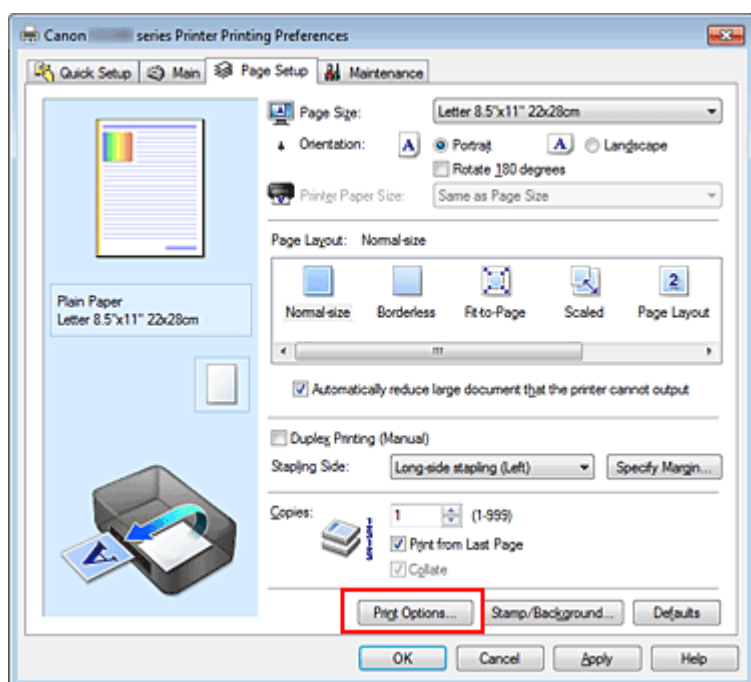 Canon series Printer Printing Preferences
Quick Setup Main Page Setup Maintenance
Page Size: Letter 8.5"x11" 22x28cm
Orientation: A Portrait A Landscape
Rotate 180 degrees
Printer Paper Size: Same as Page Size
Page Layout: Normal-size
2
Normal-size Borderless Fit-to-Page Scaled Page Layout
Plain Paper
Letter 8.5"x11" 22x28cm
Automatically reduce large document that the printer cannot output
Duplex Printing (Manual)
Stapling Side: Long-side stapling (Left) Specify Margin...
Copies: 1 (1-999)
Print from Last Page
Collate
A
Print Options... Stamp/Background... Defaults
OK Cancel Apply Help